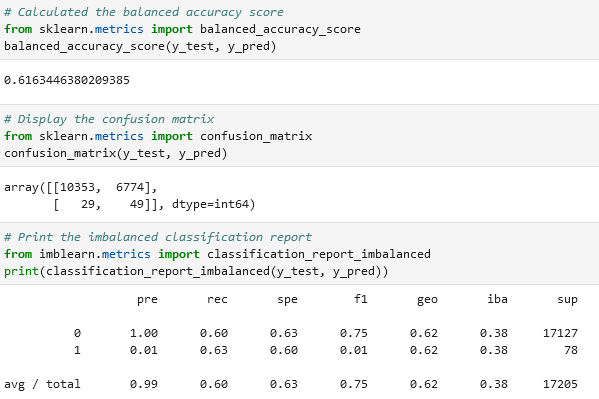 # Calculated the balanced accuracy score
from sklearn.metrics import balanced_accuracy_score
balanced_accuracy_score(y_test, y_pred)
0.6163446380209385
# Display the confusion matrix
from sklearn.metrics import confusion_matrix
confusion_matrix(y_test, y_pred)
array([[10353,  6774],
       [   29,    49]], dtype=int64)
# Print the imbalanced classification report
from imblearn.metrics import classification_report_imbalanced
print(classification_report_imbalanced(y_test, y_pred))
                   pre       rec       spe        f1       geo       iba       sup
          0       1.00      0.60      0.63      0.75      0.62      0.38     17127
          1       0.01      0.63      0.60      0.01      0.62      0.38        78
avg / total       0.99      0.60      0.63      0.75      0.62      0.38     17205